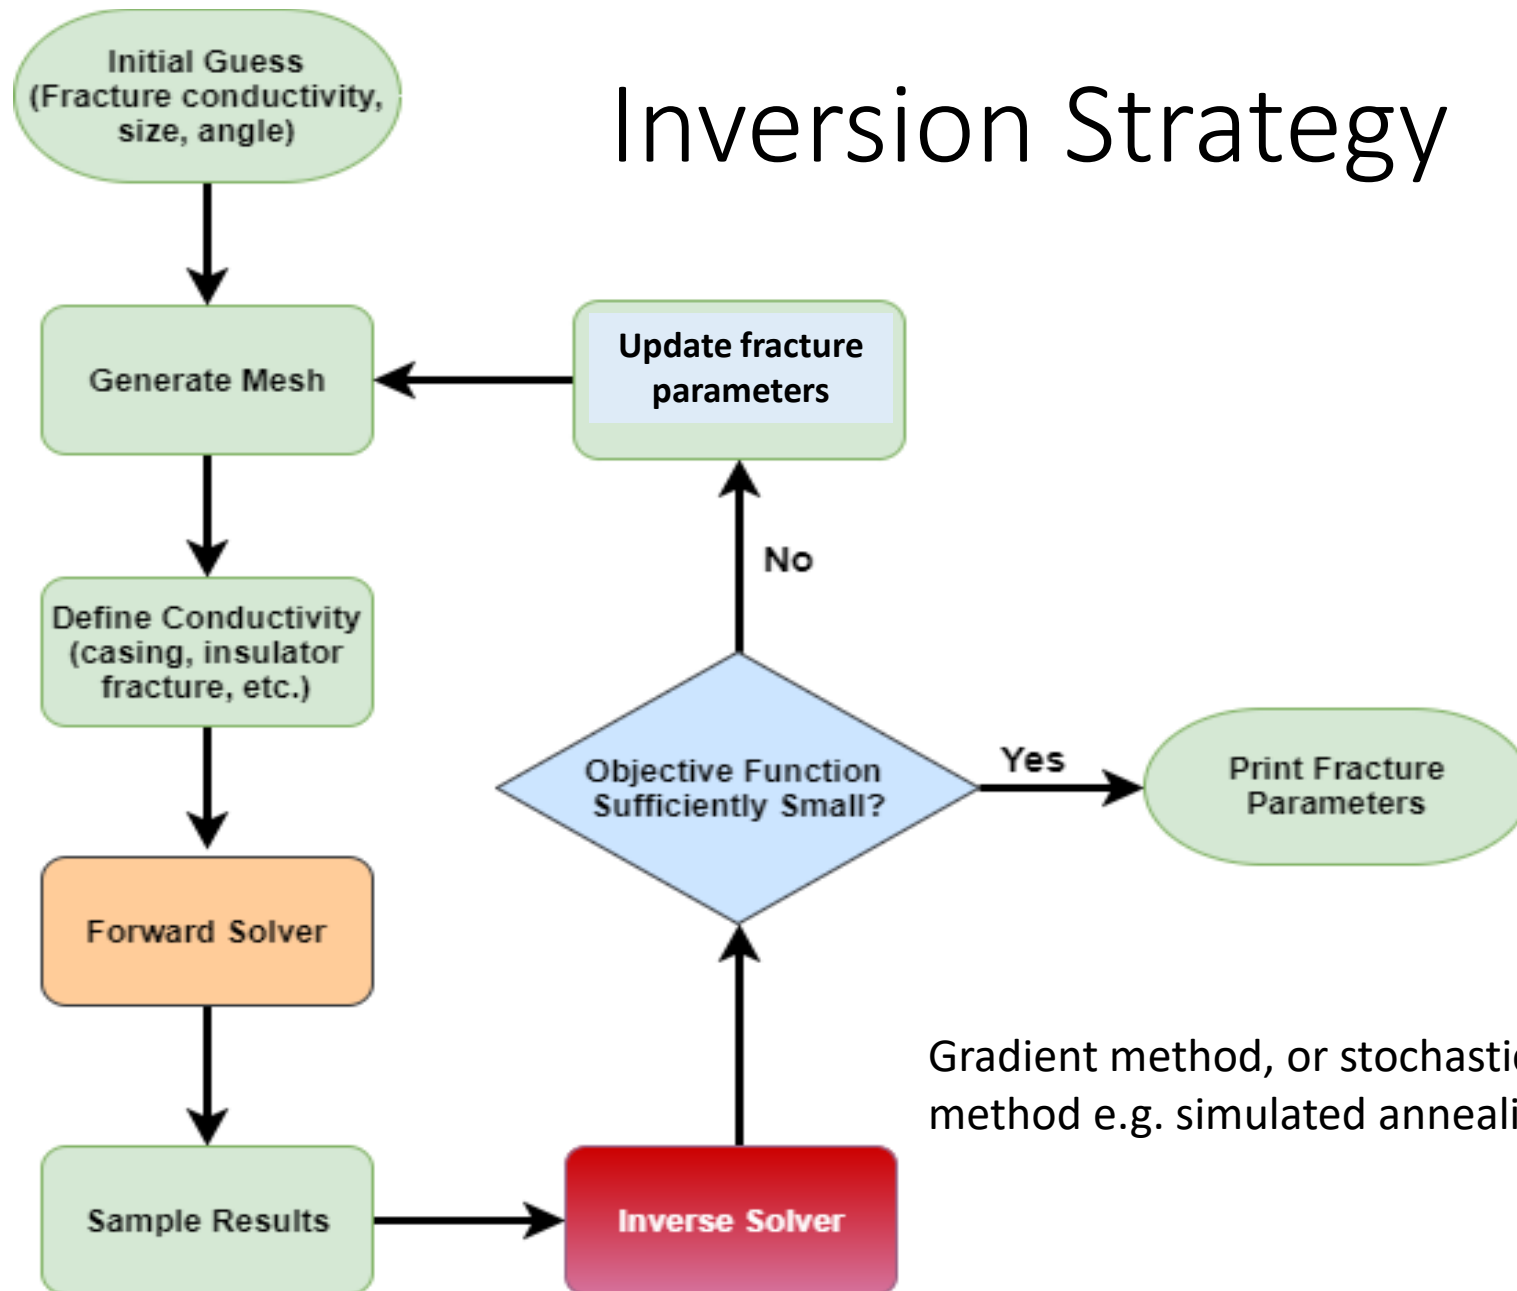 Inversion Strategy
Initial Guess
(Fracture conductivity,
size, angle)
Generate Mesh
Update fracture
parameters
Define Conductivity
(casing, insulator
fracture, etc.)
No
Objective Function
Sufficiently Small?
Yes
Print Fracture
Parameters
Forward Solver
Gradient method, or
method e.g. simulated
Sample Results
Inverse Solver